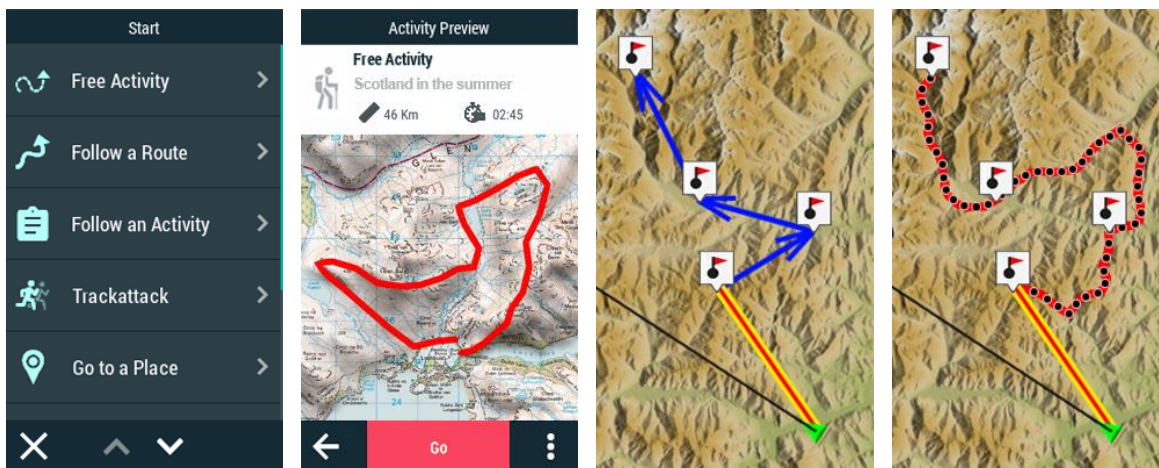 Start
Free Activity
Follow a Route
Follow an Activity
Trackattack
Go to a Place
Activity Preview
Free Activity
Scotland in the summer
46 Km
02:45
G L E N
24
Go